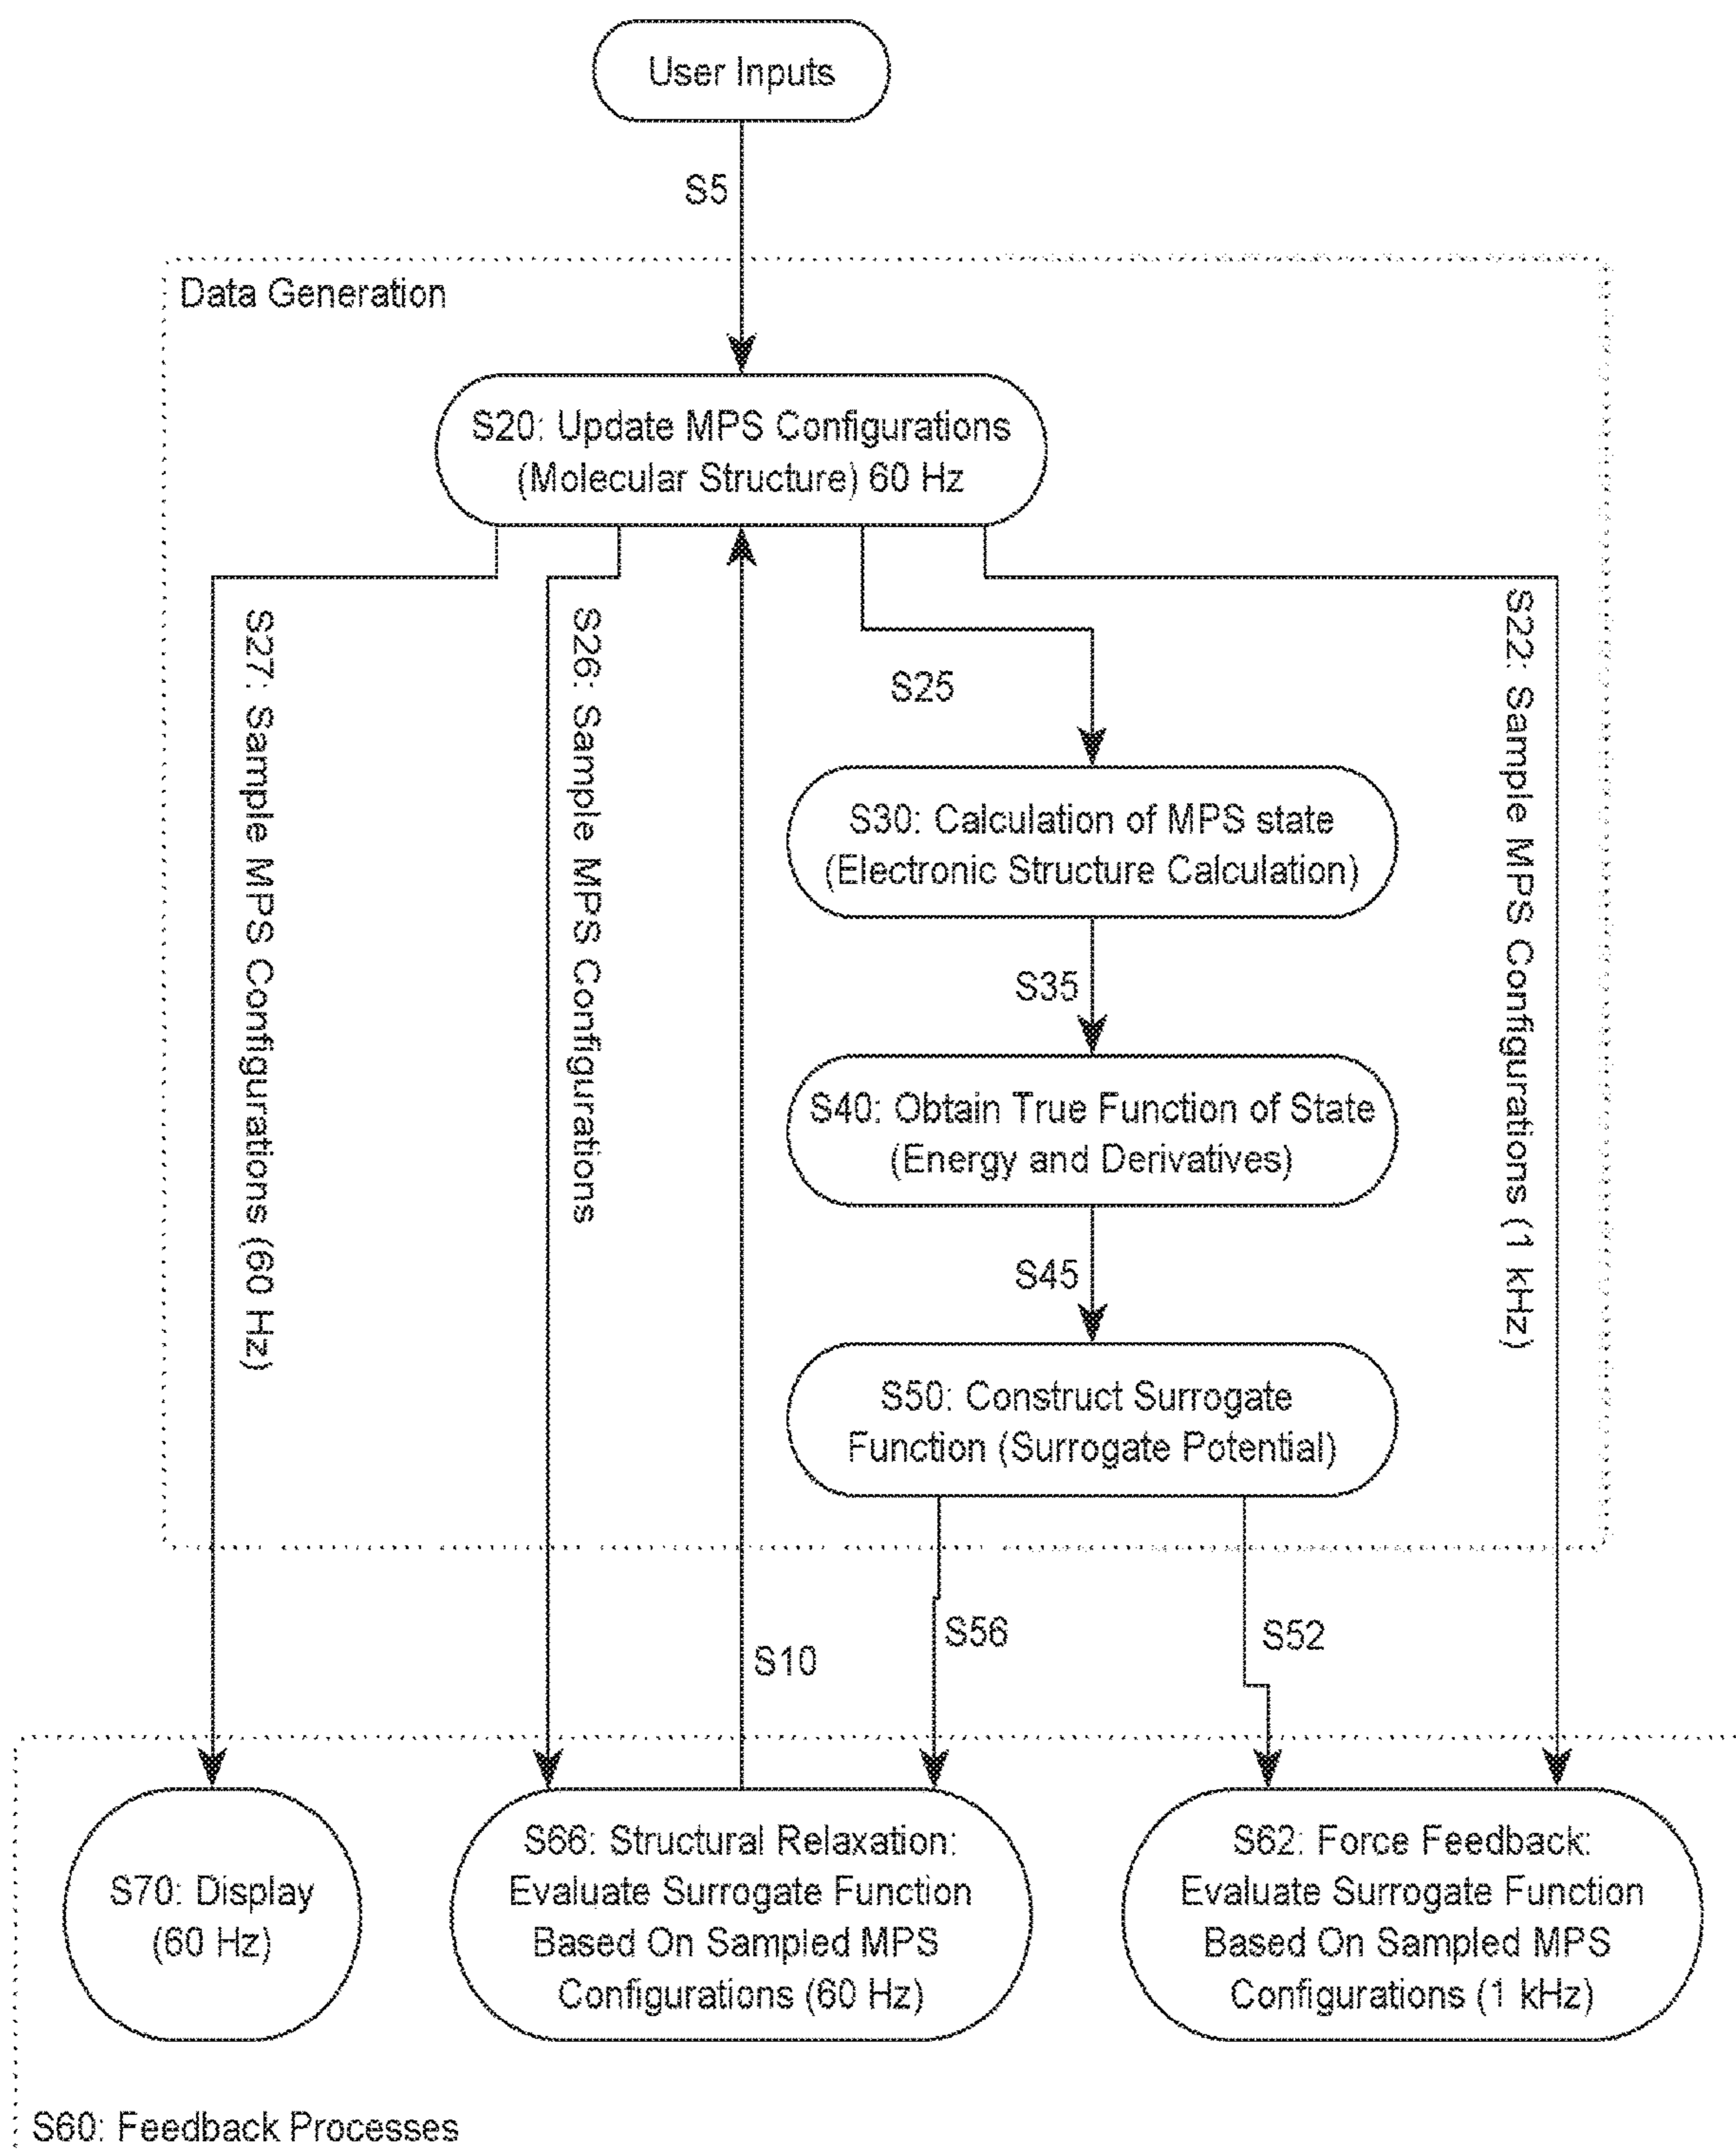 User Inputs
S5
Data Generation
S20: Update MPS Configurations
(Molecular Structure) 60 Hz
S27: Sample MPS Configurations (60 Hz)
S26: Sample MPS Configurations
S25
S22: Sample MPS Configurations (1 kHz)
S30: Calculation of MPS state
(Electronic Structure Calculation)
S35
S40: Obtain True Function of State
(Energy and Derivatives)
S45
S50: Construct Surrogate
Function (Surrogate Potential)
S10
S56
S52
S70: Display
(60 Hz)
S66: Structural Relaxation:
Evaluate Surrogate Function
Based On Sampled MPS
Configurations (60 Hz)
S62: Force Feedback:
Evaluate Surrogate Function
Based On Sampled MPS
Configurations (1 kHz)
S60: Feedback Processes